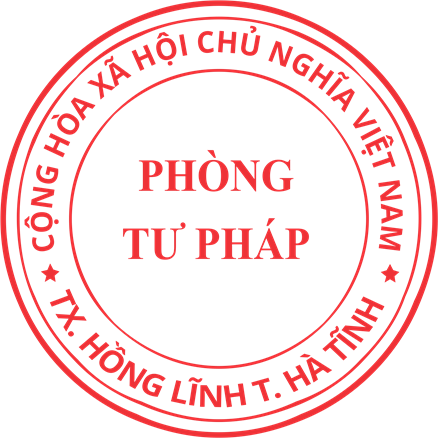 CỘNG HÒA XÃ HỘI CHỦ NGHĨA VIỆT NAM
PHÒNG
TƯ PHÁP
TX. HỒNG LĨNH T. HÀ TĨNH